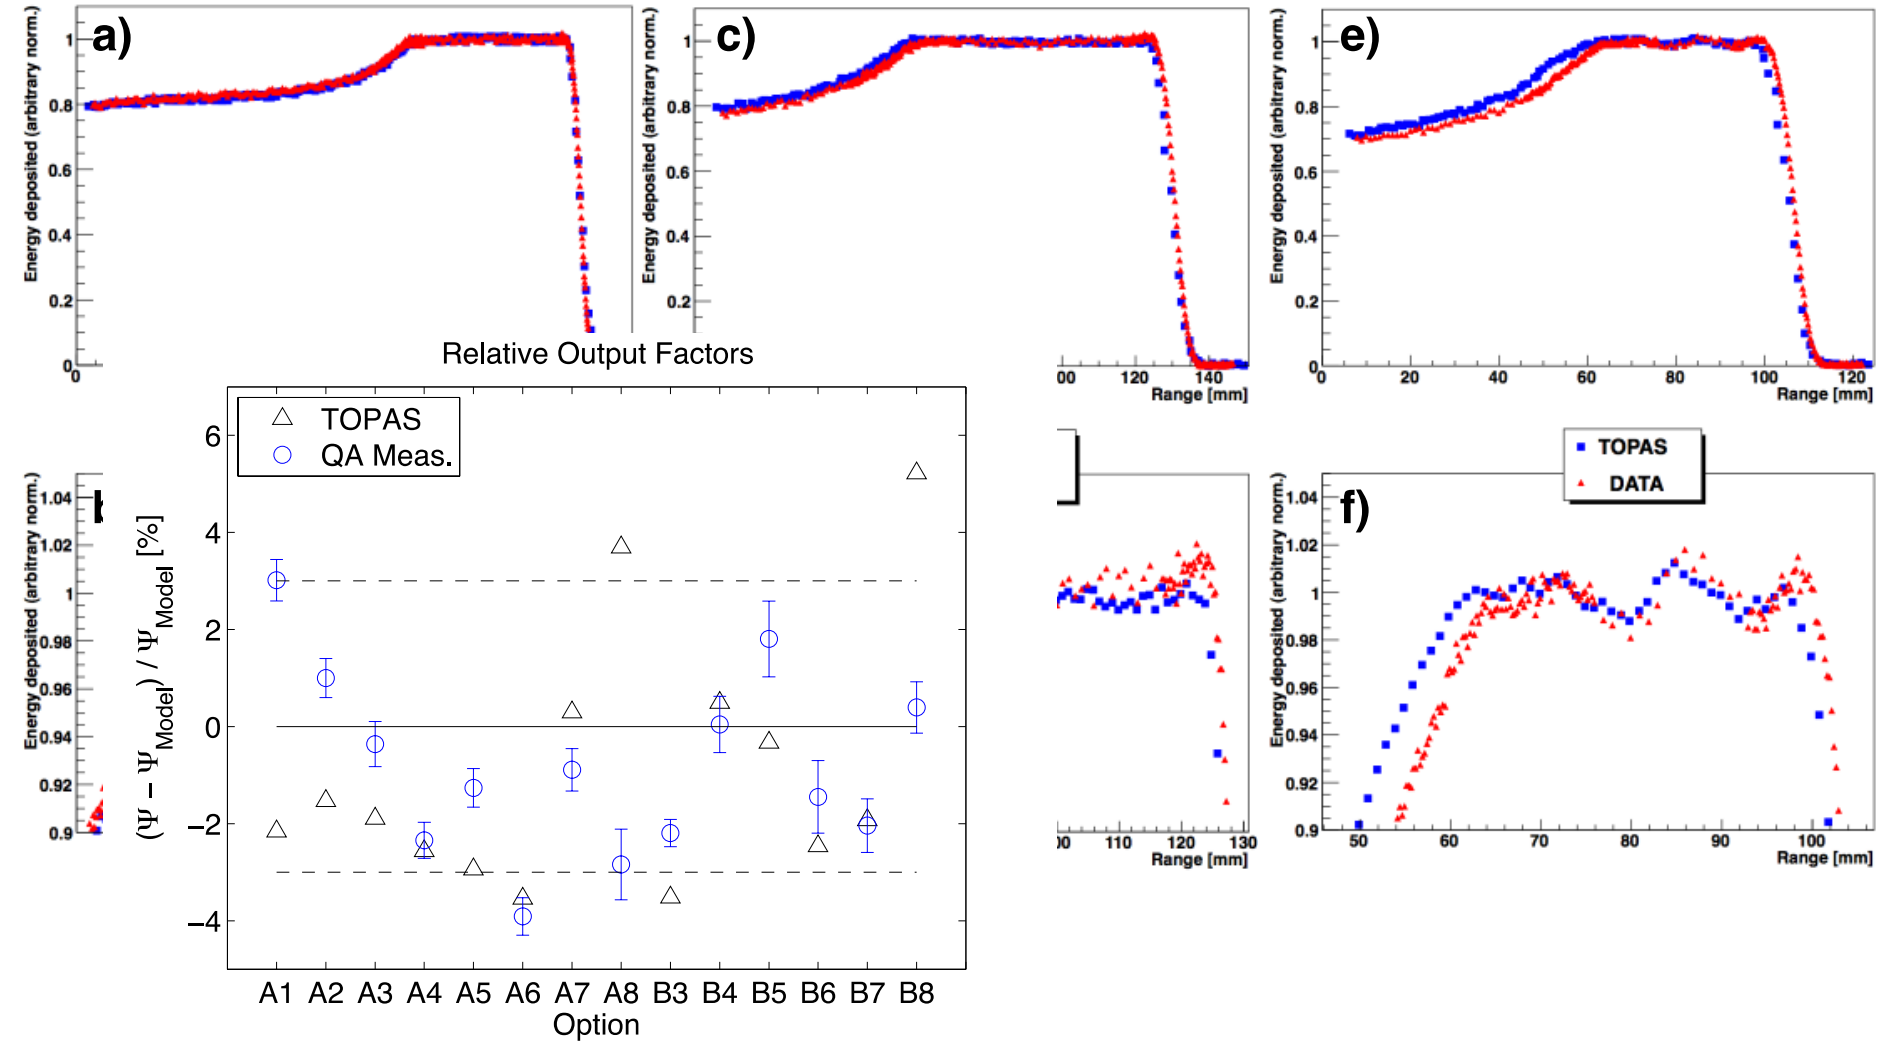 a)
Energy deposited (arbitrary norm.)
1
0.8
0.6
0.4
0.2
0
0
c)
Energy deposited (arbitrary norm.)
1
0.8
0.6
0.4
0.2
00 120 140
Range [mm]
e)
Energy deposited (arbitrary norm.)
1
0.8
0.6
0.4
0.2
0
0 20 40 60 80 100 120
Range [mm]
Energy deposited (arbitrary norm.)
1.04
1.02
1
0.98
0.96
0.94
0.92
0.9
Relative Output Factors
TOPAS
QA Meas.
(Ψ − Ψ Model) / Ψ Model [%]
6
4
2
0
−2
−4
A1 A2 A3 A4 A5 A6 A7 A8 B3 B4 B5 B6 B7 B8
Option
00 110 120 130
Range [mm]
f)
TOPAS
DATA
Energy deposited (arbitrary norm.)
1.04
1.02
1
0.98
0.96
0.94
0.92
0.9
50 60 70 80 90 100
Range [mm]